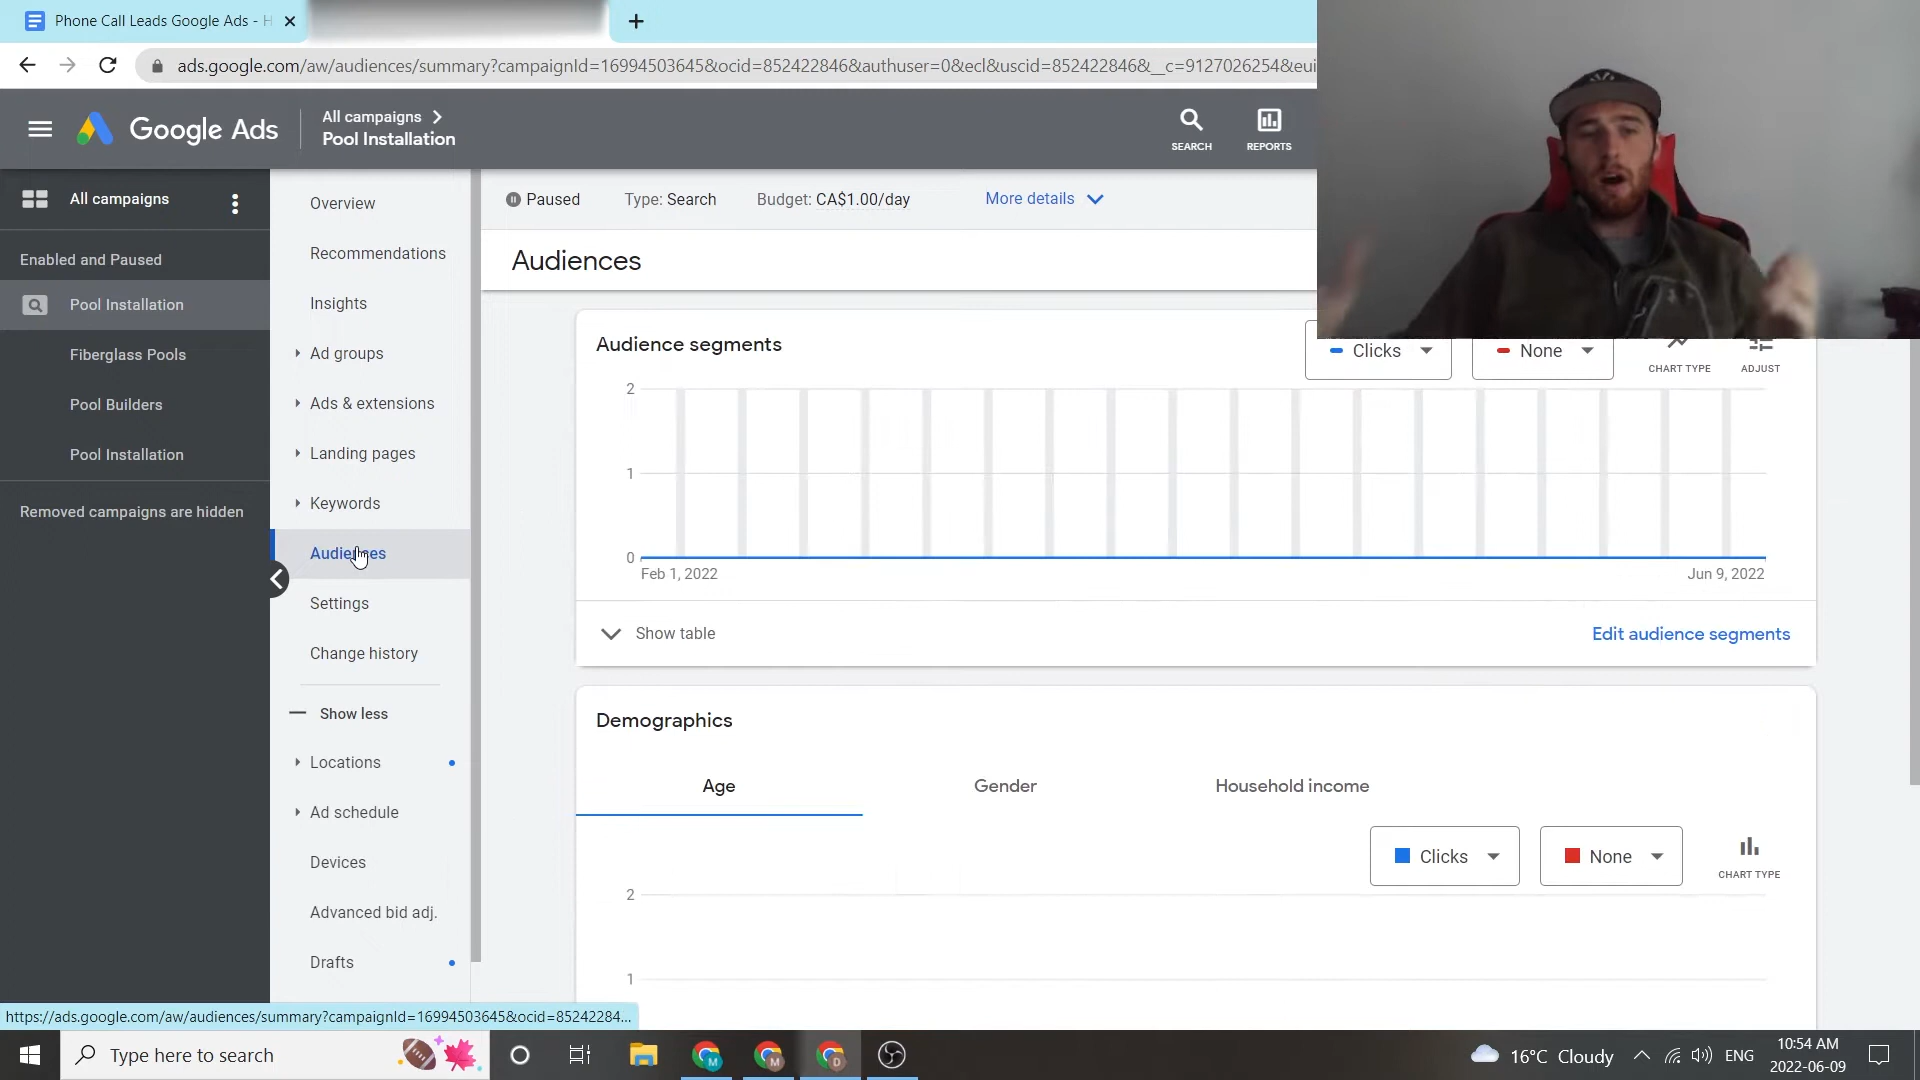 Phone Call Leads Google Ads - H
ads.google.com/aw/audiences/summary?campaignId=16994503645&ocid=852422846&authuser=0&ecl&uscid=852422846&__c=9127026254&eui
Google Ads
All campaigns
Pool Installation
SEARCH
REPORTS
All campaigns
Enabled and Paused
Pool Installation
Fiberglass Pools
Pool Builders
Pool Installation
Removed campaigns are hidden
Overview
Recommendations
Insights
Ad groups
Ads & extensions
Landing pages
Keywords
Audiences
Settings
Change history
Show less
Locations
Ad schedule
Devices
Advanced bid adj.
Drafts
Paused
Type: Search
Budget: CA$1.00/day
More details
Audiences
Audience segments
Clicks
None
CHART TYPE
ADJUST
2
1
0
Feb 1, 2022
Jun 9, 2022
Show table
Edit audience segments
Demographics
Age
Gender
Household income
Clicks
None
CHART TYPE
2
1
https://ads.google.com/aw/audiences/summary?campaignId=16994503645&ocid=85242284...
Type here to search
M
M
D
16°C Cloudy
ENG
10:54 AM
2022-06-09